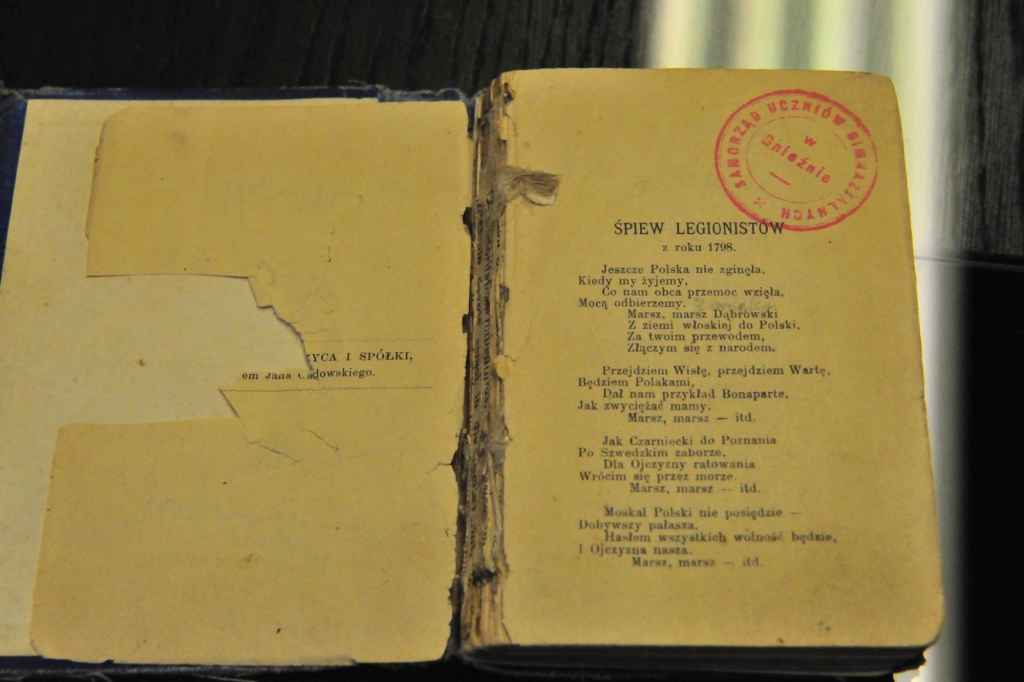 ZYCA I SPÓŁKI,
em Jana C dowskiego.
SAMORZĄD UCZNIÓW GIMNAZJALNYCH
w
Gnieźnie
ŚPIEW LEGIONISTÓW
z roku 1798.
Jeszcze Polska nie zginęła,
Kiedy my żyjemy,
Co nam obca przemoc wzięła,
Mocą odbierzemy.
Marsz, marsz Dąbrowski
Z ziemi włoskiej do Polski,
Za twoim przewodem,
Złączym się z narodem.
Przejdziem Wisłę, przejdziem Wartę,
Będziem Polakami,
Dał nam przykład Bonaparte,
Jak zwyciężać mamy.
Marsz, marsz — itd.
Jak Czarniecki do Poznania
Po Szwedzkim zaborze,
Dla Ojczyzny ratowania
Wrócim się przez morze.
Marsz, marsz — itd.
Moskal Polski nie posiędzie —
Dobywszy pałasza,
Hasłem wszystkich wolność będzie,
I Ojczyzna nasza.
Marsz, marsz — itd.